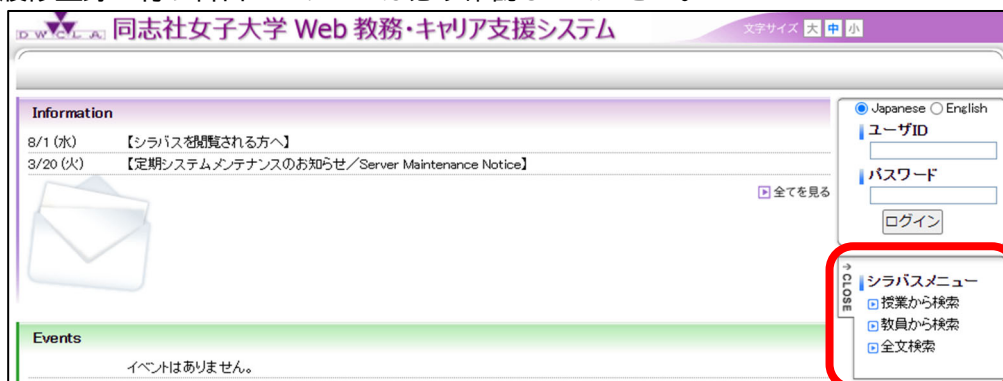 DWCLA 同志社女子大学 Web 教務・キャリア支援システム
文字サイズ 大 中 小
Information
8/1 (水) 【シラバスを閲覧される方へ】
3/20 (火) 【定期システムメンテナンスのお知らせ／Server Maintenance Notice】
全てを見る
Japanese English
ユーザID
パスワード
ログイン
CLOSE
シラバスメニュー
授業から検索
教員から検索
全文検索
Events
イベントはありません。